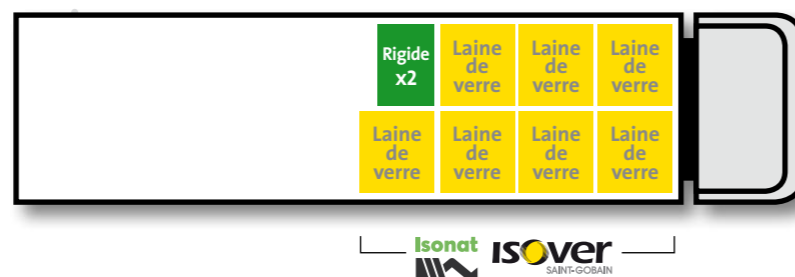 Rigide
x2
Laine
de
verre
Laine
de
verre
Laine
de
verre
Laine
de
verre
Laine
de
verre
Laine
de
verre
Laine
de
verre
Isonat
isover
SAINT-GOBAIN